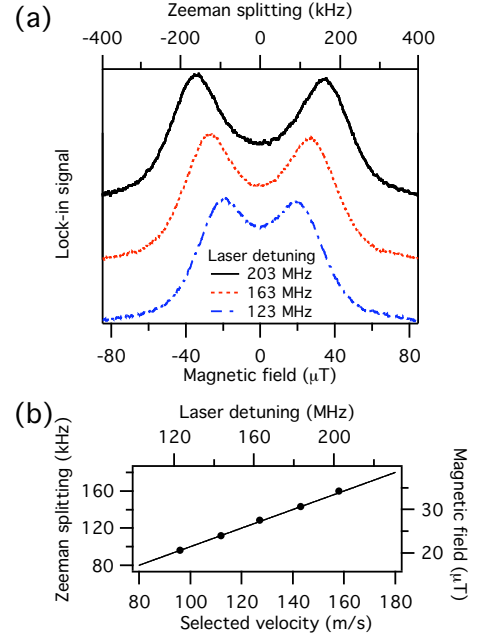 (a)
Zeeman splitting (kHz)
-400 -200 0 200 400
Lock-in signal
Laser detuning
203 MHz
163 MHz
123 MHz
-80 -40 0 40 80
Magnetic field (μT)
(b)
Laser detuning (MHz)
120 160 200
Zeeman splitting (kHz)
160
120
80
Magnetic field (μT)
30
20
80 100 120 140 160 180
Selected velocity (m/s)